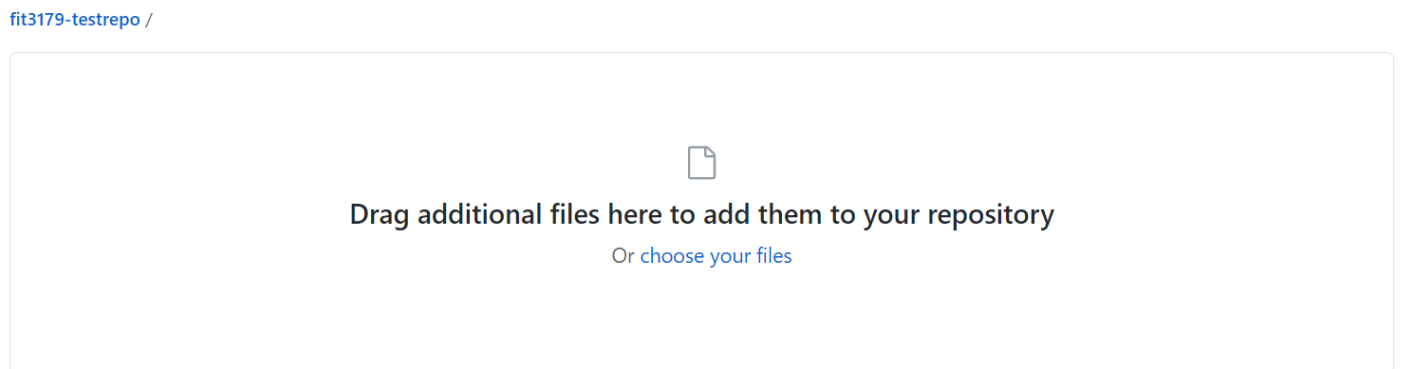 fit3179-testrepo /
Drag additional files here to add them to your repository
Or choose your files